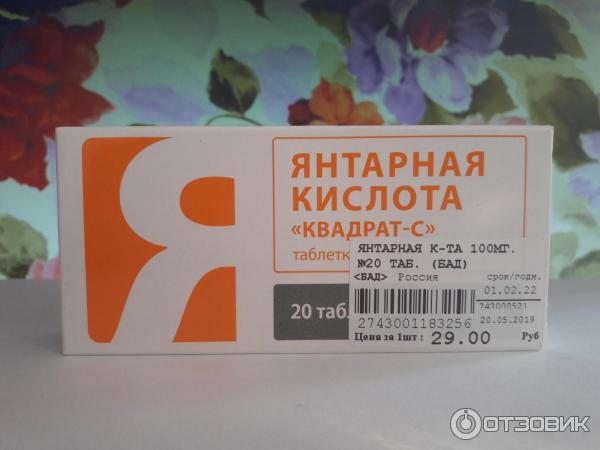 Я
ЯНТАРНАЯ
КИСЛОТА
«КВАДРАТ-С»
таблетк
20 табл
ЯНТАРНАЯ К-ТА 100МГ.
№20 ТАБ. (БАД)
<БАД> Россия срок/годн.
01.02.22
743000521
2743001183256 20.05.2019
Цена за 1шт: 29.00 Руб
ОТЗОВИК